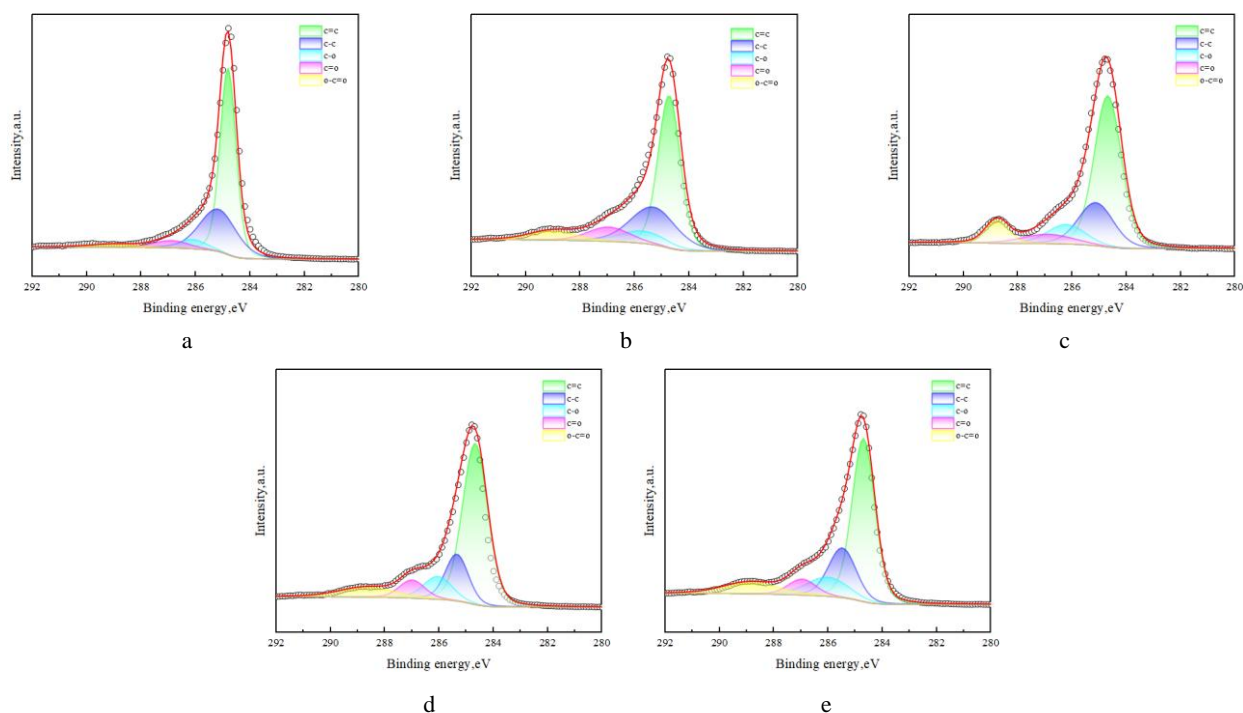 Intensity,a.u.
c=c
c-c
c-o
c=o
o-c=o
292 290 288 286 284 282 280
Binding energy,eV
a
Intensity,a.u.
c=c
c-c
c-o
c=o
o-c=o
292 290 288 286 284 282 280
Binding energy,eV
b
Intensity,a.u.
c=c
c-c
c-o
c=o
o-c=o
292 290 288 286 284 282 280
Binding energy,eV
c
Intensity,a.u.
c=c
c-c
c-o
c=o
o-c=o
292 290 288 286 284 282 280
Binding energy,eV
d
Intensity,a.u.
c=c
c-c
c-o
c=o
o-c=o
292 290 288 286 284 282 280
Binding energy,eV
e